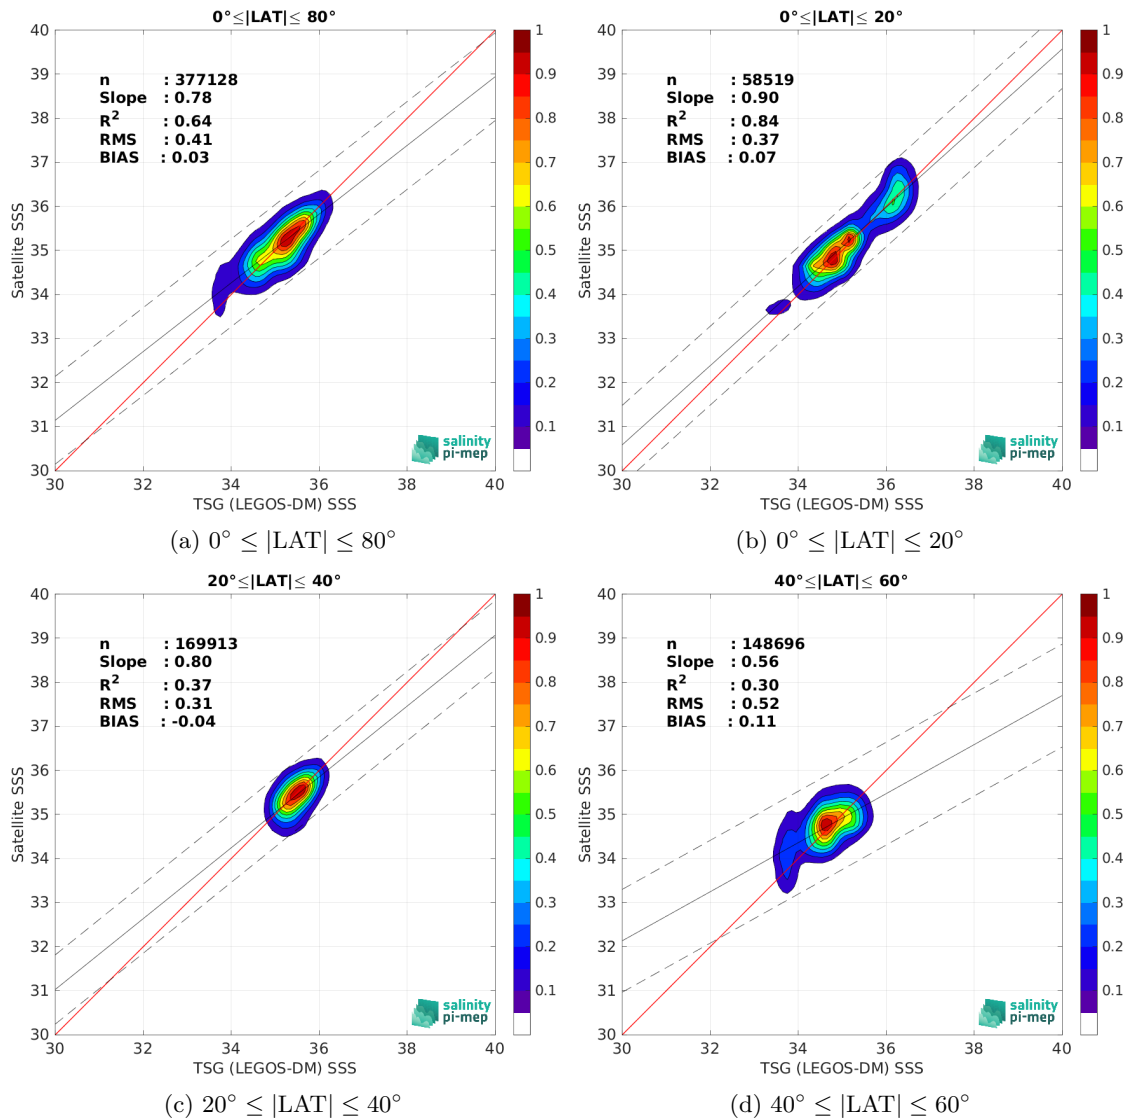 0°≤|LAT|≤ 80°
40
39
38
37
36
35
34
33
32
31
30
30
32
34
36
38
40
Satellite SSS
TSG (LEGOS-DM) SSS
n : 377128
Slope : 0.78
R² : 0.64
RMS : 0.41
BIAS : 0.03
salinity
pi-mep
1
0.9
0.8
0.7
0.6
0.5
0.4
0.3
0.2
0.1
(a) 0° ≤ |LAT| ≤ 80°
0°≤|LAT|≤ 20°
40
39
38
37
36
35
34
33
32
31
30
30
32
34
36
38
40
Satellite SSS
TSG (LEGOS-DM) SSS
n : 58519
Slope : 0.90
R² : 0.84
RMS : 0.37
BIAS : 0.07
salinity
pi-mep
1
0.9
0.8
0.7
0.6
0.5
0.4
0.3
0.2
0.1
(b) 0° ≤ |LAT| ≤ 20°
20°≤|LAT|≤ 40°
40
39
38
37
36
35
34
33
32
31
30
30
32
34
36
38
40
Satellite SSS
TSG (LEGOS-DM) SSS
n : 169913
Slope : 0.80
R² : 0.37
RMS : 0.31
BIAS : -0.04
salinity
pi-mep
1
0.9
0.8
0.7
0.6
0.5
0.4
0.3
0.2
0.1
(c) 20° ≤ |LAT| ≤ 40°
40°≤|LAT|≤ 60°
40
39
38
37
36
35
34
33
32
31
30
30
32
34
36
38
40
Satellite SSS
TSG (LEGOS-DM) SSS
n : 148696
Slope : 0.56
R² : 0.30
RMS : 0.52
BIAS : 0.11
salinity
pi-mep
1
0.9
0.8
0.7
0.6
0.5
0.4
0.3
0.2
0.1
(d) 40° ≤ |LAT| ≤ 60°